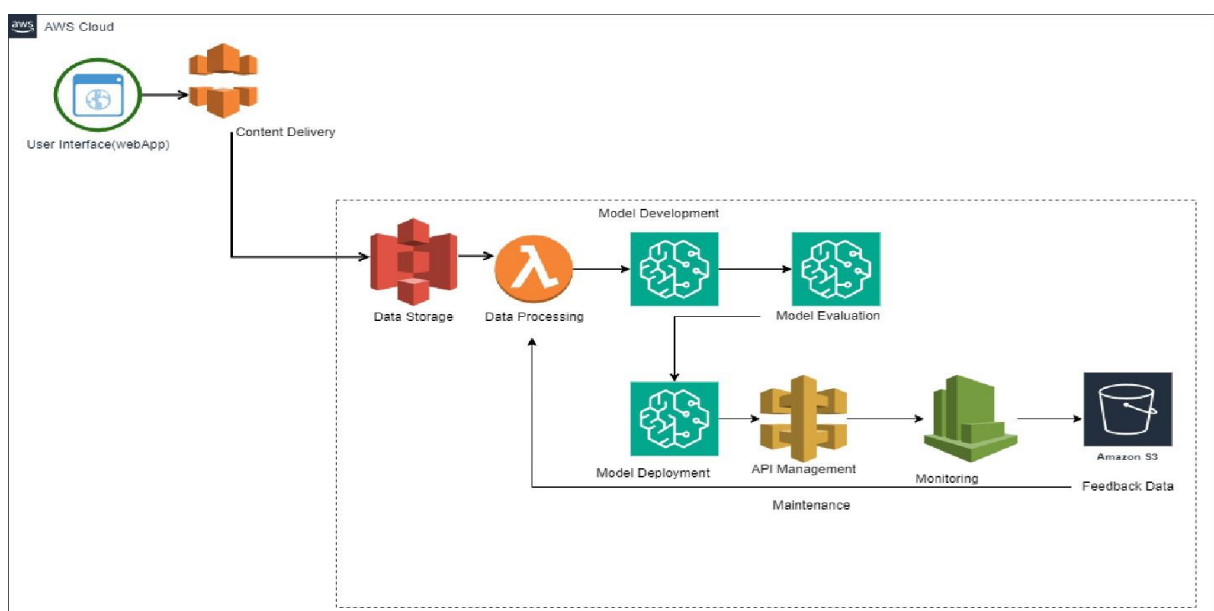 aws
AWS Cloud
User Interface(webApp)
Content Delivery
Model Development
Data Storage
Data Processing
Model Evaluation
Model Deployment
API Management
Monitoring
Amazon S3
Feedback Data
Maintenance